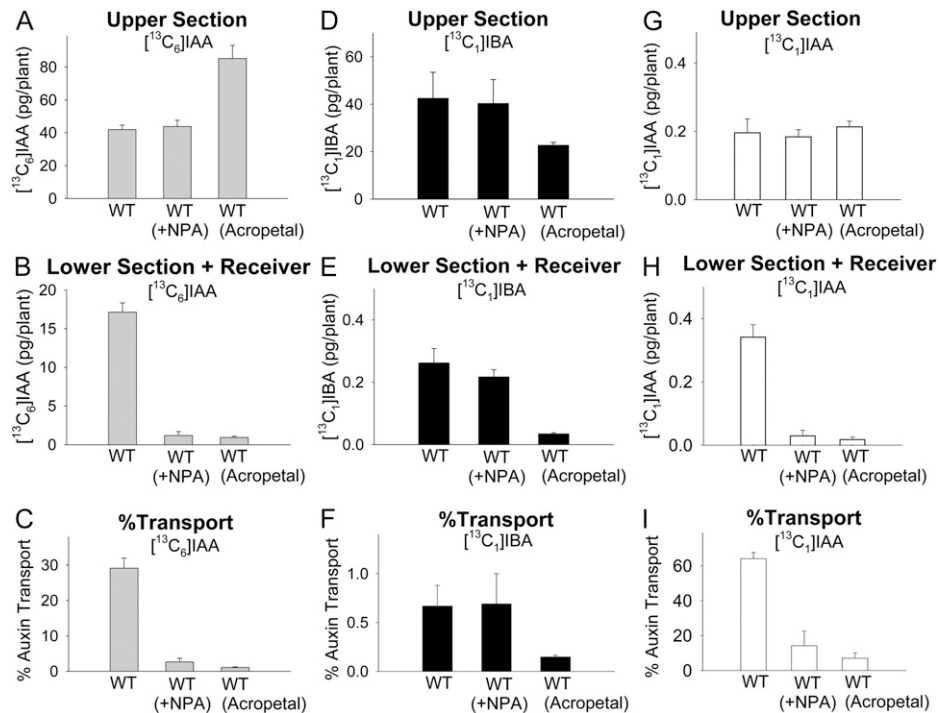 A Upper Section
[¹³C₆]IAA
[¹³C₆]IAA (pg/plant)
80
60
40
20
0
WT WT WT
(+NPA) (Acropetal)
D Upper Section
[¹³C₁]IBA
[¹³C₁]IBA (pg/plant)
60
40
20
0
WT WT WT
(+NPA) (Acropetal)
G Upper Section
[¹³C₁]IAA
[¹³C₁]IAA (pg/plant)
0.4
0.2
0.0
WT WT WT
(+NPA) (Acropetal)
B Lower Section + Receiver
[¹³C₆]IAA
[¹³C₆]IAA (pg/plant)
20
15
10
5
0
WT WT WT
(+NPA) (Acropetal)
E Lower Section + Receiver
[¹³C₁]IBA
[¹³C₁]IBA (pg/plant)
0.4
0.2
0.0
WT WT WT
(+NPA) (Acropetal)
H Lower Section + Receiver
[¹³C₁]IAA
[¹³C₁]IAA (pg/plant)
0.4
0.2
0.0
WT WT WT
(+NPA) (Acropetal)
C %Transport
[¹³C₆]IAA
% Auxin Transport
30
20
10
0
WT WT WT
(+NPA) (Acropetal)
F %Transport
[¹³C₁]IBA
% Auxin Transport
1.0
0.5
0.0
WT WT WT
(+NPA) (Acropetal)
I %Transport
[¹³C₁]IAA
% Auxin Transport
60
40
20
0
WT WT WT
(+NPA) (Acropetal)